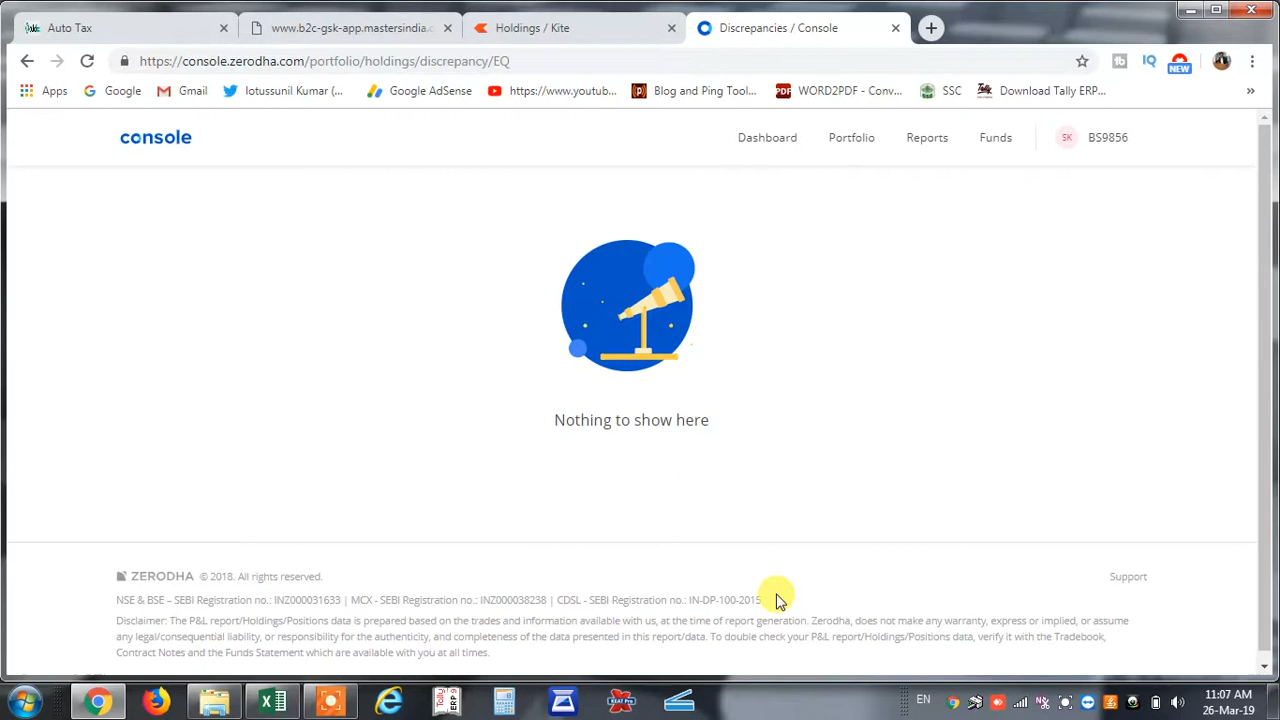 Auto Tax
www.b2c-gsk-app.mastersindia.c
Holdings / Kite
Discrepancies / Console
https://console.zerodha.com/portfolio/holdings/discrepancy/EQ
NEW
Apps
Google
Gmail
lotussunil Kumar (...
Google AdSense
https://www.youtub...
Blog and Ping Tool...
PDF
WORD2PDF - Conv...
SSC
Download Tally ERP...
console
Dashboard
Portfolio
Reports
Funds
SK
BS9856
Nothing to show here
ZERODHA © 2018. All rights reserved.
Support
NSE & BSE – SEBI Registration no.: INZ000031633 | MCX - SEBI Registration no.: INZ000038238 | CDSL - SEBI Registration no.: IN-DP-100-2015
Disclaimer: The P&L report/Holdings/Positions data is prepared based on the trades and information available with us, at the time of report generation. Zerodha, does not make any warranty, express or implied, or assume
any legal/consequential liability, or responsibility for the authenticity, and completeness of the data presented in this report/data. To double check your P&L report/Holdings/Positions data, verify it with the Tradebook,
Contract Notes and the Funds Statement which are available with you at all times.
EN
11:07 AM
26-Mar-19